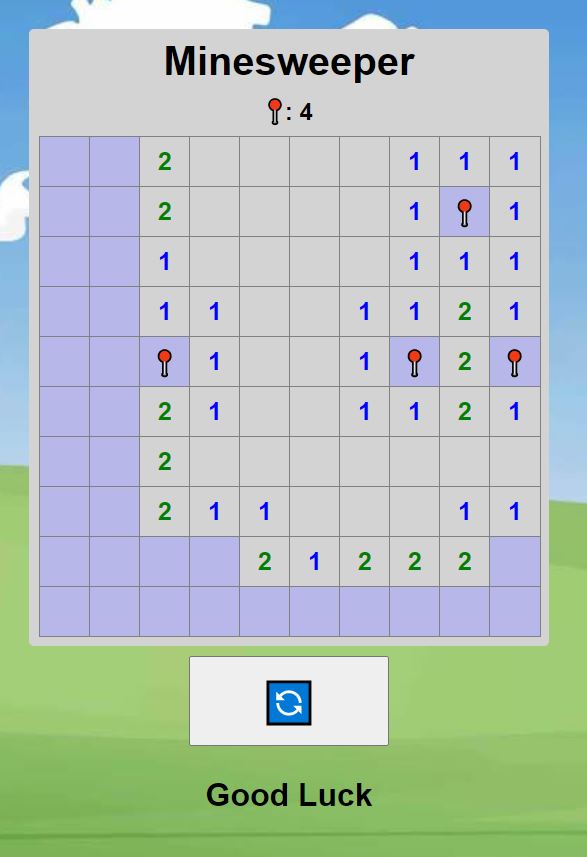 Minesweeper
: 4
2 1 1 1
2 1 1
1 1 1 1
1 1 1 1 2 1
1 1 2
2 1 1 1 2 1
2
2 1 1 1 1
2 1 2 2 2
Good Luck